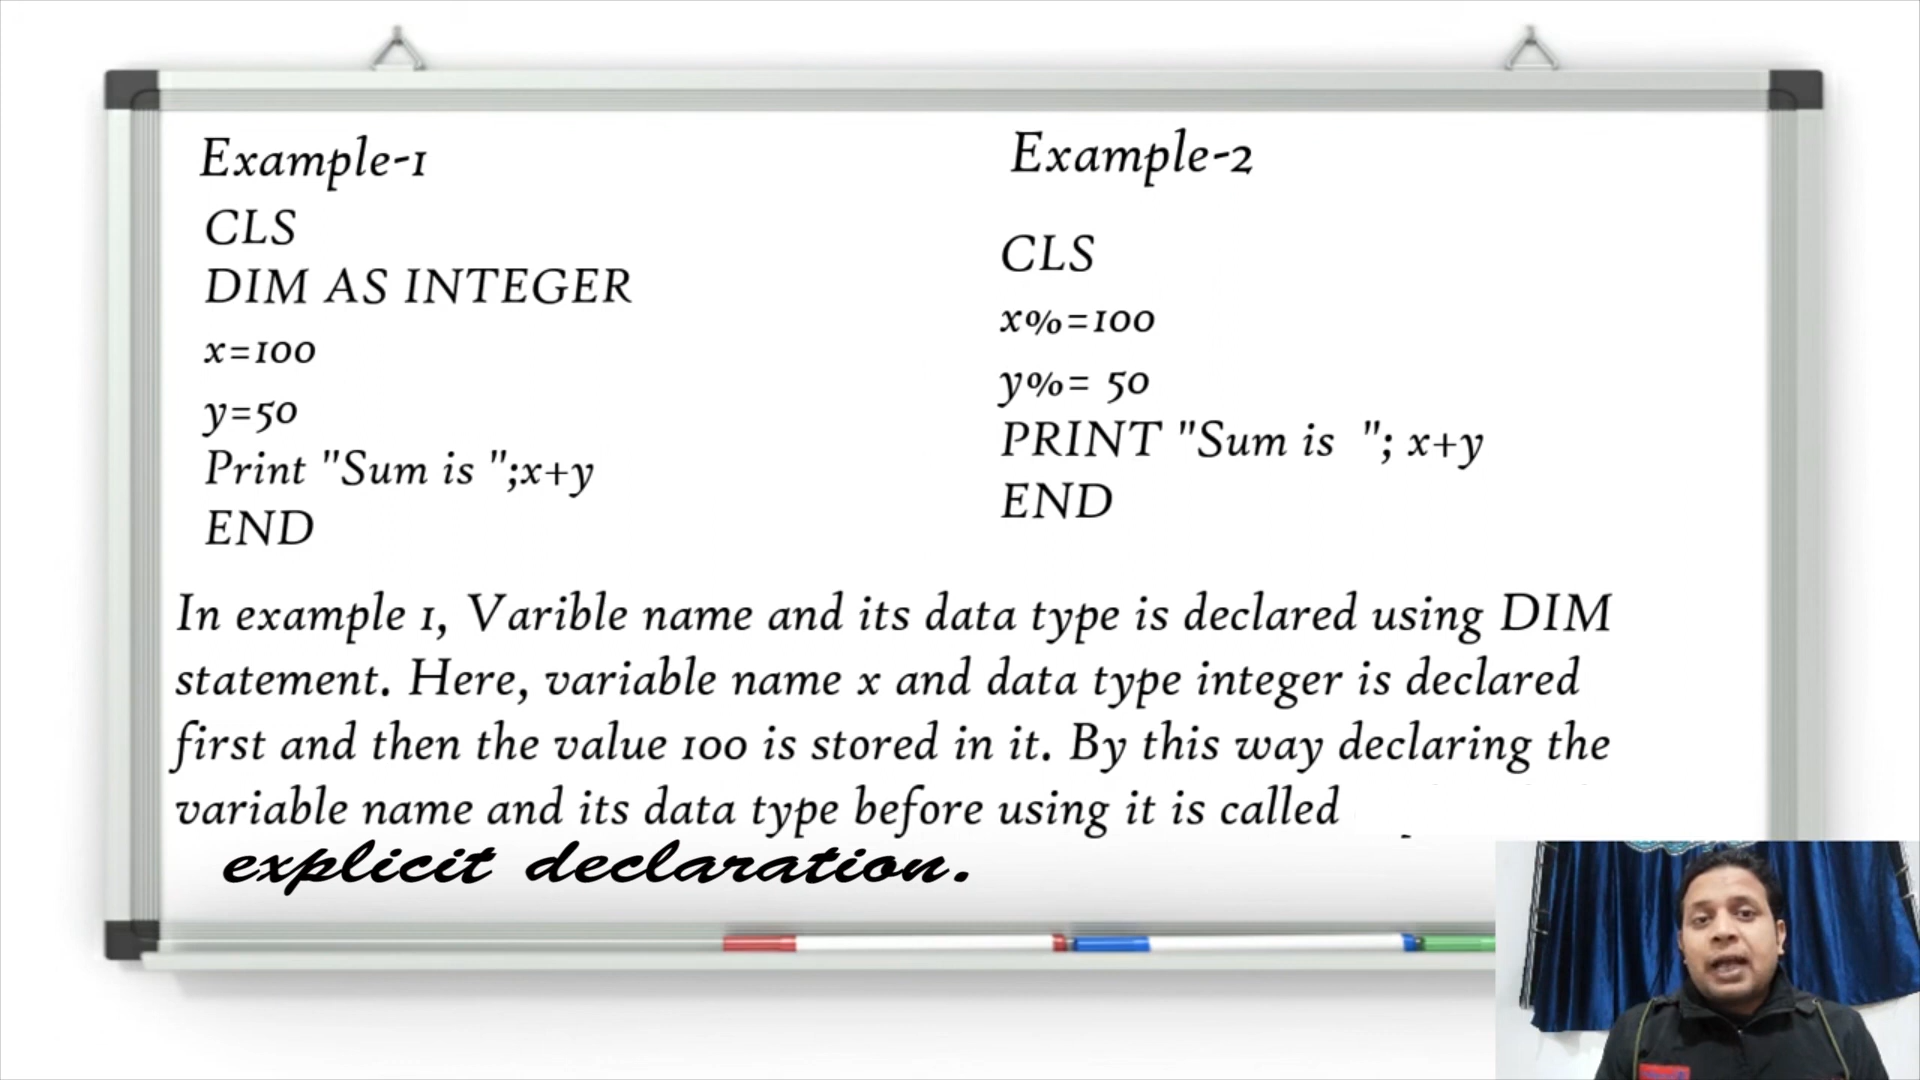 Example-1
CLS
DIM AS INTEGER
x=100
y=50
Print "Sum is ";x+y
END
Example-2
CLS
x%=100
y%= 50
PRINT "Sum is  "; x+y
END
In example 1, Varible name and its data type is declared using DIM
statement. Here, variable name x and data type integer is declared
first and then the value 100 is stored in it. By this way declaring the
variable name and its data type before using it is called
explicit declaration.